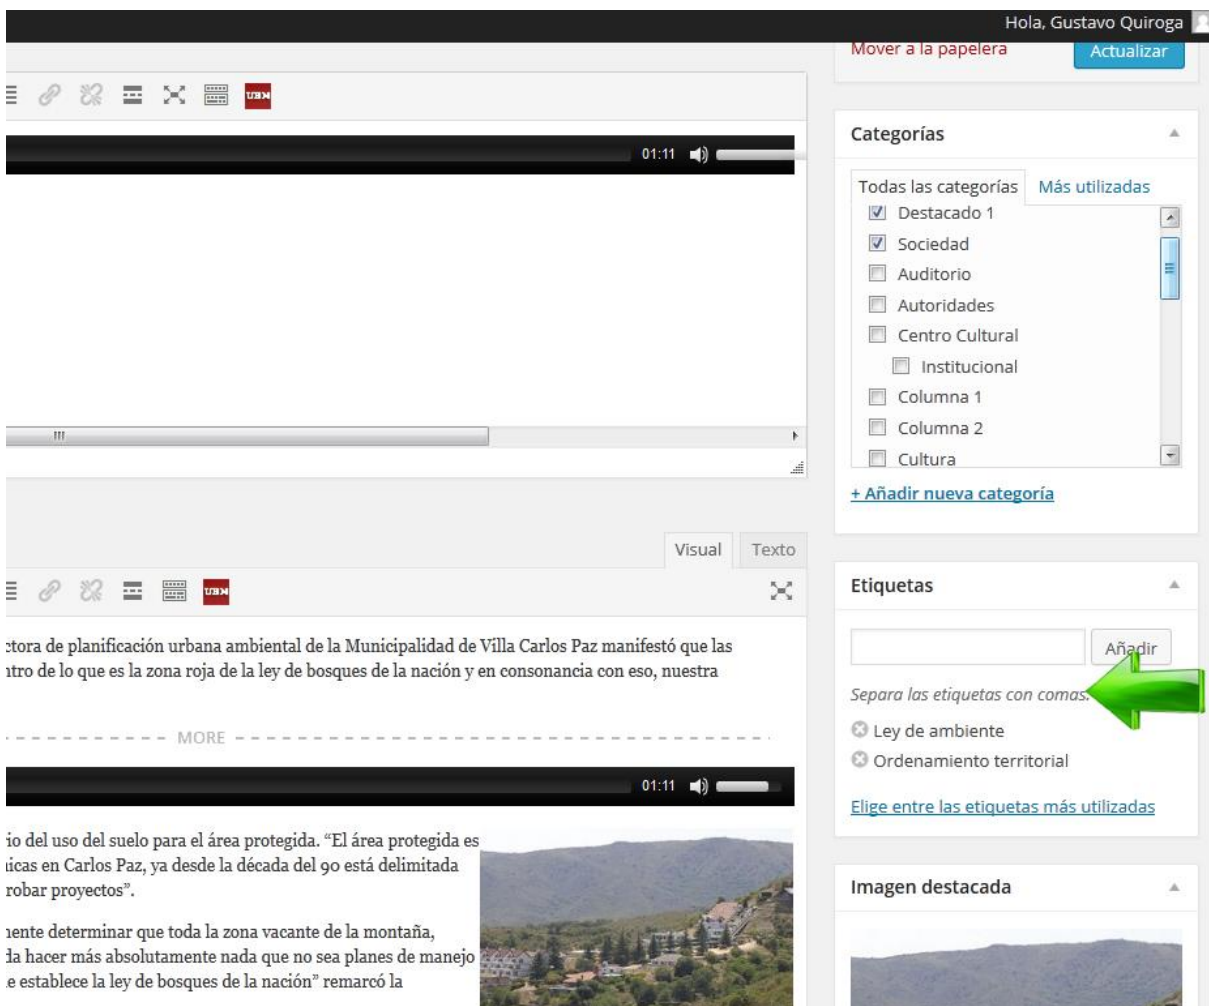 Hola, Gustavo Quiroga
Mover a la papelera
Actualizar
01:11
Visual Texto
ctora de planificación urbana ambiental de la Municipalidad de Villa Carlos Paz manifestó que las
ntro de lo que es la zona roja de la ley de bosques de la nación y en consonancia con eso, nuestra
MORE
01:11
io del uso del suelo para el área protegida. “El área protegida es
icas en Carlos Paz, ya desde la década del 90 está delimitada
robar proyectos”.
nente determinar que toda la zona vacante de la montaña,
da hacer más absolutamente nada que no sea planes de manejo
e establece la ley de bosques de la nación” remarcó la
Categorías
Todas las categorías Más utilizadas
Destacado 1
Sociedad
Auditorio
Autoridades
Centro Cultural
Institucional
Columna 1
Columna 2
Cultura
+ Añadir nueva categoría
Etiquetas
Añadir
Separa las etiquetas con comas.
Ley de ambiente
Ordenamiento territorial
Elige entre las etiquetas más utilizadas
Imagen destacada